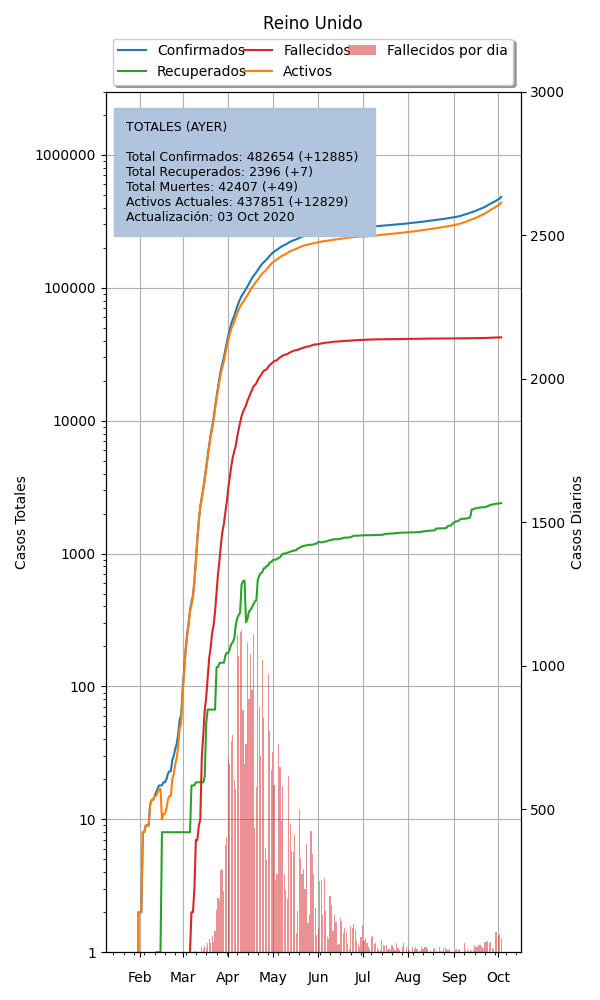 Reino Unido
Confirmados
Recuperados
Fallecidos
Activos
Fallecidos por dia
TOTALES (AYER)
Total Confirmados: 482654 (+12885)
Total Recuperados: 2396 (+7)
Total Muertes: 42407 (+49)
Activos Actuales: 437851 (+12829)
Actualización: 03 Oct 2020
Casos Totales
1000000
100000
10000
1000
100
10
1
Casos Diarios
3000
2500
2000
1500
1000
500
Feb Mar Apr May Jun Jul Aug Sep Oct